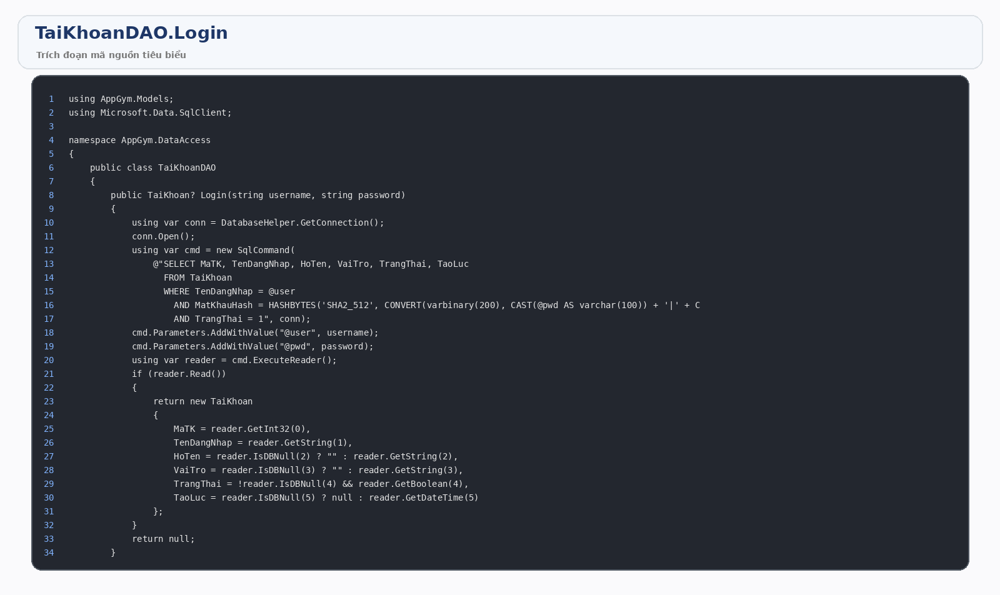 TaiKhoanDAO.Login
Trích đoạn mã nguồn tiêu biểu
1 using AppGym.Models;
2 using Microsoft.Data.SqlClient;
3
4 namespace AppGym.DataAccess
5 {
6     public class TaiKhoanDAO
7     {
8         public TaiKhoan? Login(string username, string password)
9         {
10             using var conn = DatabaseHelper.GetConnection();
11             conn.Open();
12             using var cmd = new SqlCommand(
13                 @"SELECT MaTK, TenDangNhap, HoTen, VaiTro, TrangThai, TaoLuc
14                   FROM TaiKhoan
15                   WHERE TenDangNhap = @user
16                     AND MatKhauHash = HASHBYTES('SHA2_512', CONVERT(varbinary(200), CAST(@pwd AS varchar(100)) + '|' + C
17                     AND TrangThai = 1", conn);
18             cmd.Parameters.AddWithValue("@user", username);
19             cmd.Parameters.AddWithValue("@pwd", password);
20             using var reader = cmd.ExecuteReader();
21             if (reader.Read())
22             {
23                 return new TaiKhoan
24                 {
25                     MaTK = reader.GetInt32(0),
26                     TenDangNhap = reader.GetString(1),
27                     HoTen = reader.IsDBNull(2) ? "" : reader.GetString(2),
28                     VaiTro = reader.IsDBNull(3) ? "" : reader.GetString(3),
29                     TrangThai = !reader.IsDBNull(4) && reader.GetBoolean(4),
30                     TaoLuc = reader.IsDBNull(5) ? null : reader.GetDateTime(5)
31                 };
32             }
33             return null;
34         }